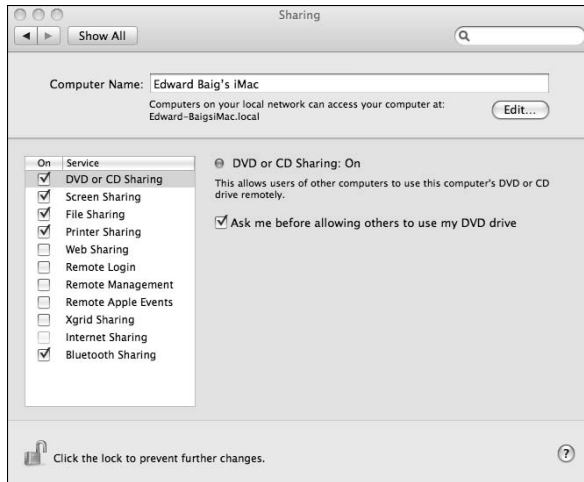 Sharing
Show All
Computer Name: Edward Baig's iMac
Computers on your local network can access your computer at:
Edward-BaigsiMac.local
Edit...
On Service
DVD or CD Sharing
Screen Sharing
File Sharing
Printer Sharing
Web Sharing
Remote Login
Remote Management
Remote Apple Events
Xgrid Sharing
Internet Sharing
Bluetooth Sharing
DVD or CD Sharing: On
This allows users of other computers to use this computer's DVD or CD
drive remotely.
Ask me before allowing others to use my DVD drive
Click the lock to prevent further changes.
?